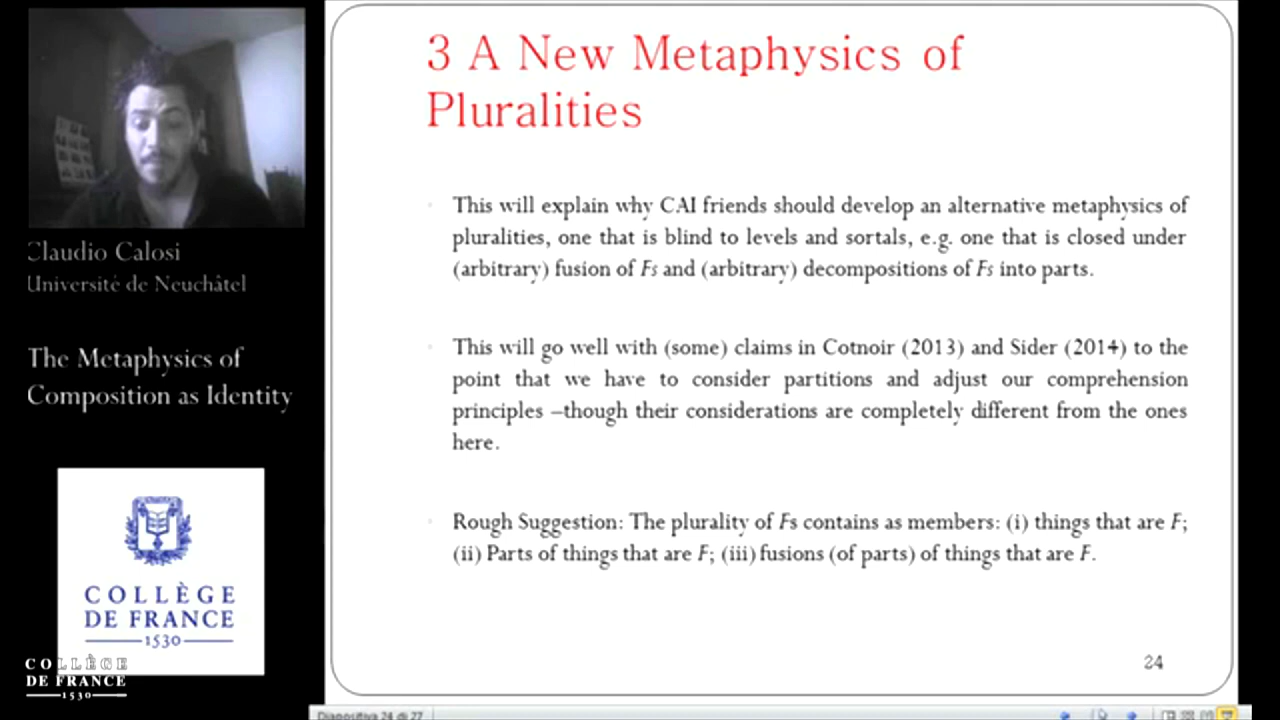 3 A New Metaphysics of
Pluralities
This will explain why CAI friends should develop an alternative metaphysics of
pluralities, one that is blind to levels and sortals, e.g. one that is closed under
(arbitrary) fusion of Fs and (arbitrary) decompositions of Fs into parts.
This will go well with (some) claims in Cotnoir (2013) and Sider (2014) to the
point that we have to consider partitions and adjust our comprehension
principles –though their considerations are completely different from the ones
here.
Rough Suggestion: The plurality of Fs contains as members: (i) things that are F;
(ii) Parts of things that are F; (iii) fusions (of parts) of things that are F.
24
Claudio Calosi
Université de Neuchâtel
The Metaphysics of
Composition as Identity
COLLÈGE
DE FRANCE
1530
COLLÈGE
DE FRANCE
1530
Diapositiva 24 di 27